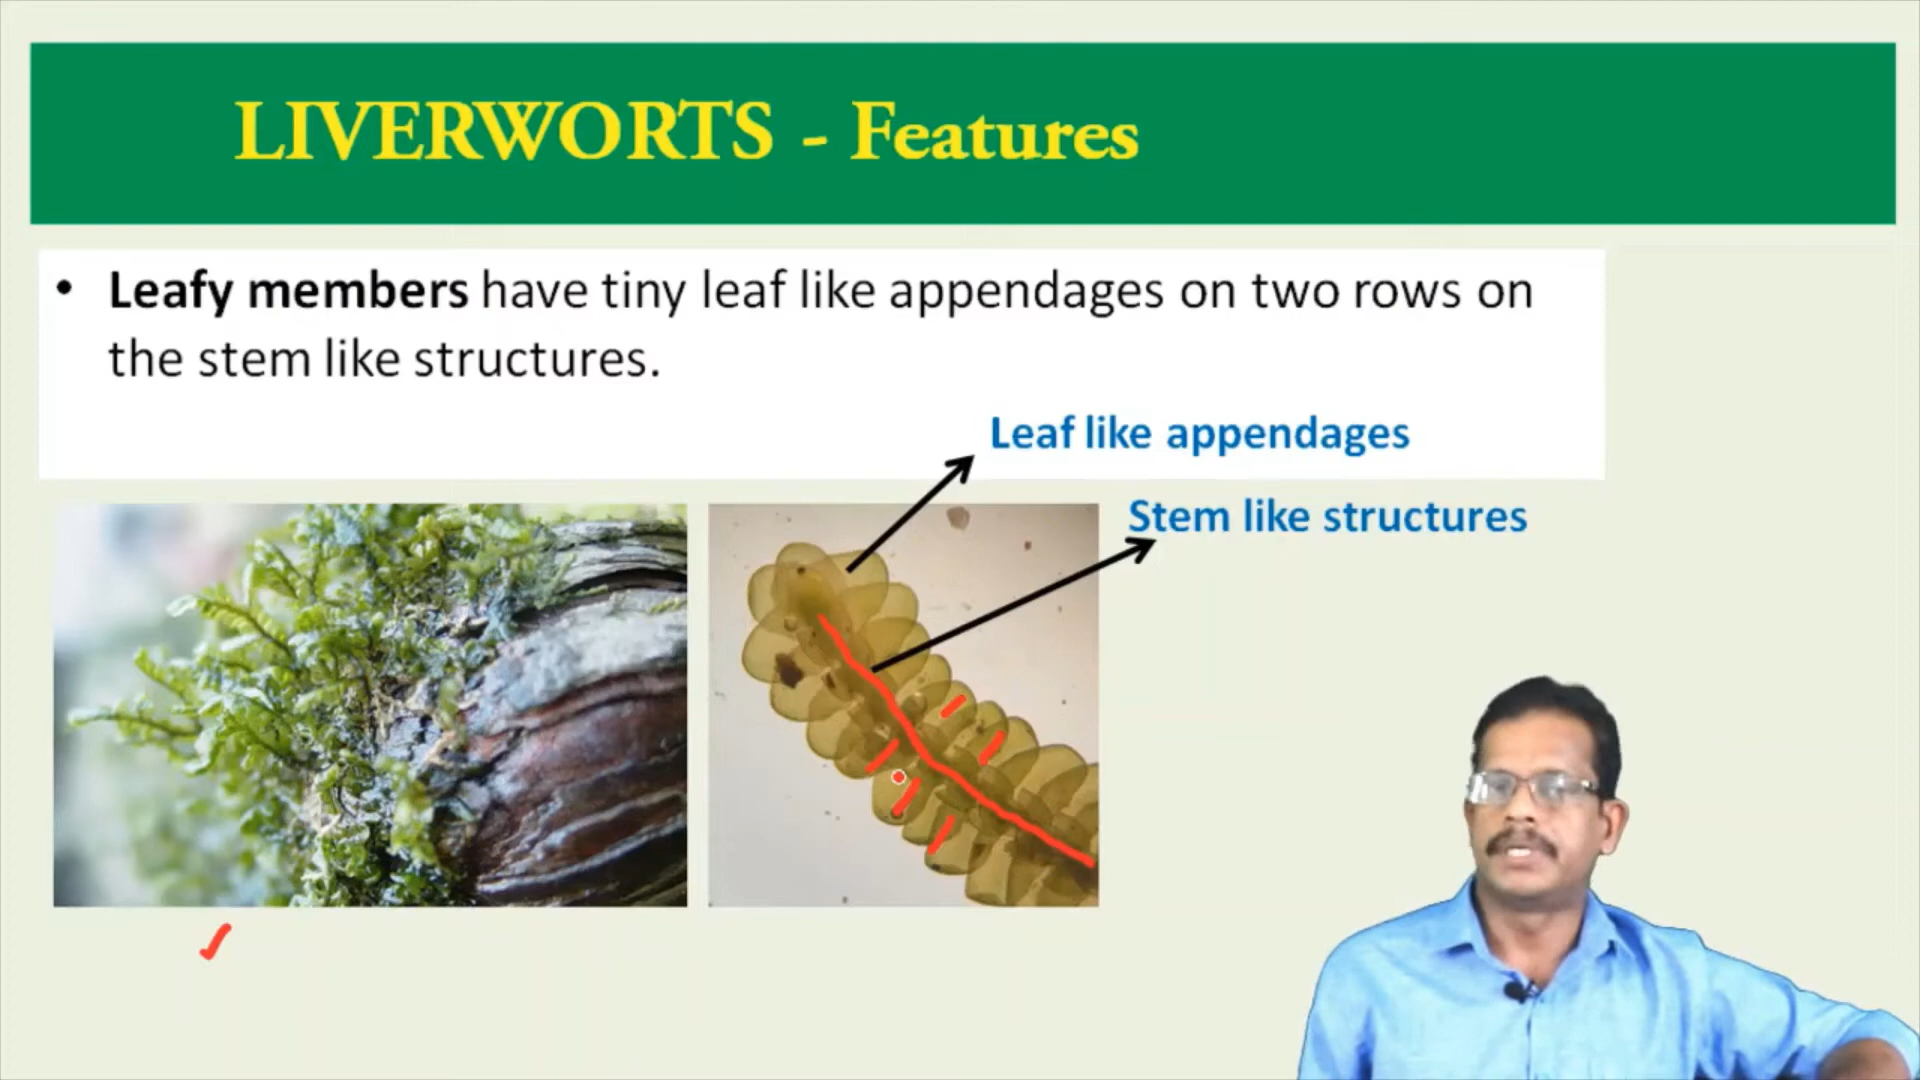 LIVERWORTS - Features
• Leafy members have tiny leaf like appendages on two rows on
the stem like structures.
Leaf like appendages
Stem like structures